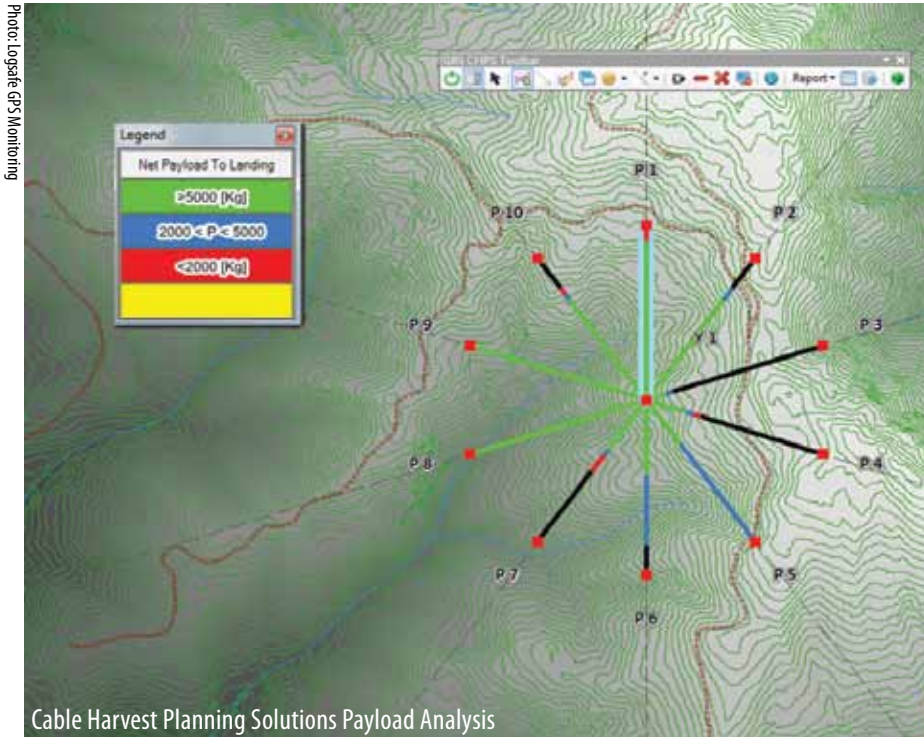 Photo: Logsafe GPS Monitoring
GIS CHPS Toolbar
Report
Legend
Net Payload To Landing
>5000 [Kg]
2000 < P < 5000
<2000 [Kg]
P 1
P 2
P 10
P 9
P 3
Y 1
P 8
P 4
P 7
P 5
P 6
Cable Harvest Planning Solutions Payload Analysis